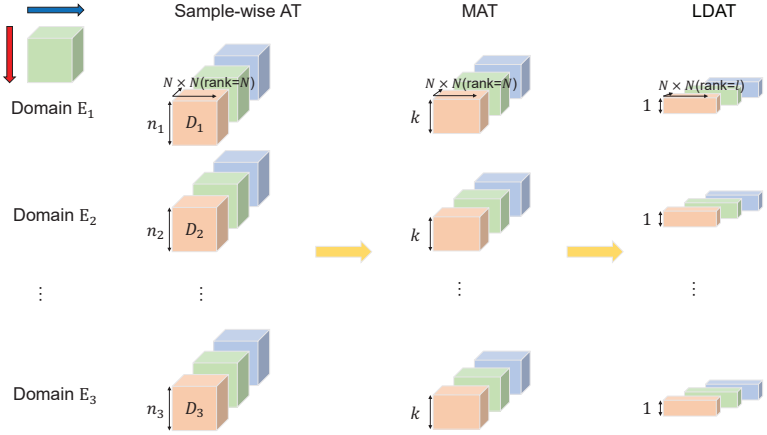 Sample-wise AT MAT LDAT
N × N(rank=N) N × N(rank=N) N × N(rank=l)
Domain E₁ n₁ D₁ k 1
Domain E₂ n₂ D₂ k 1
⋮ ⋮ ⋮ ⋮
Domain E₃ n₃ D₃ k 1